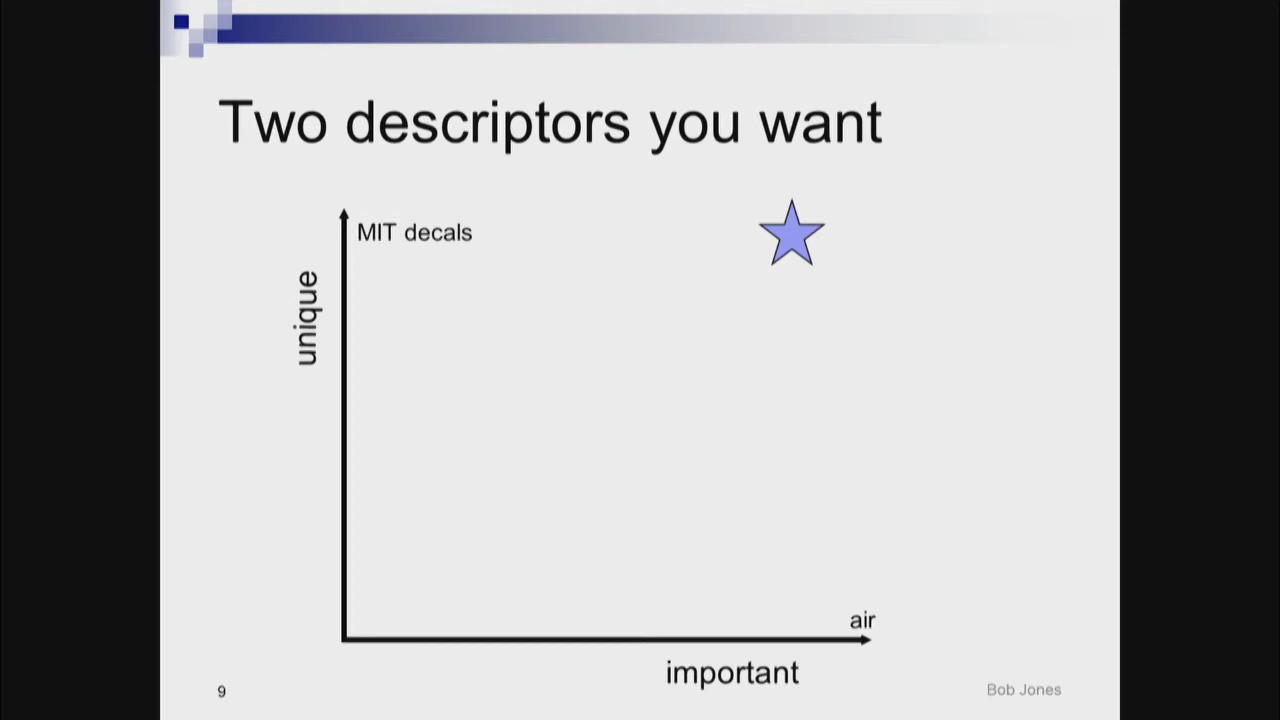 Two descriptors you want
MIT decals
unique
air
important
9
Bob Jones